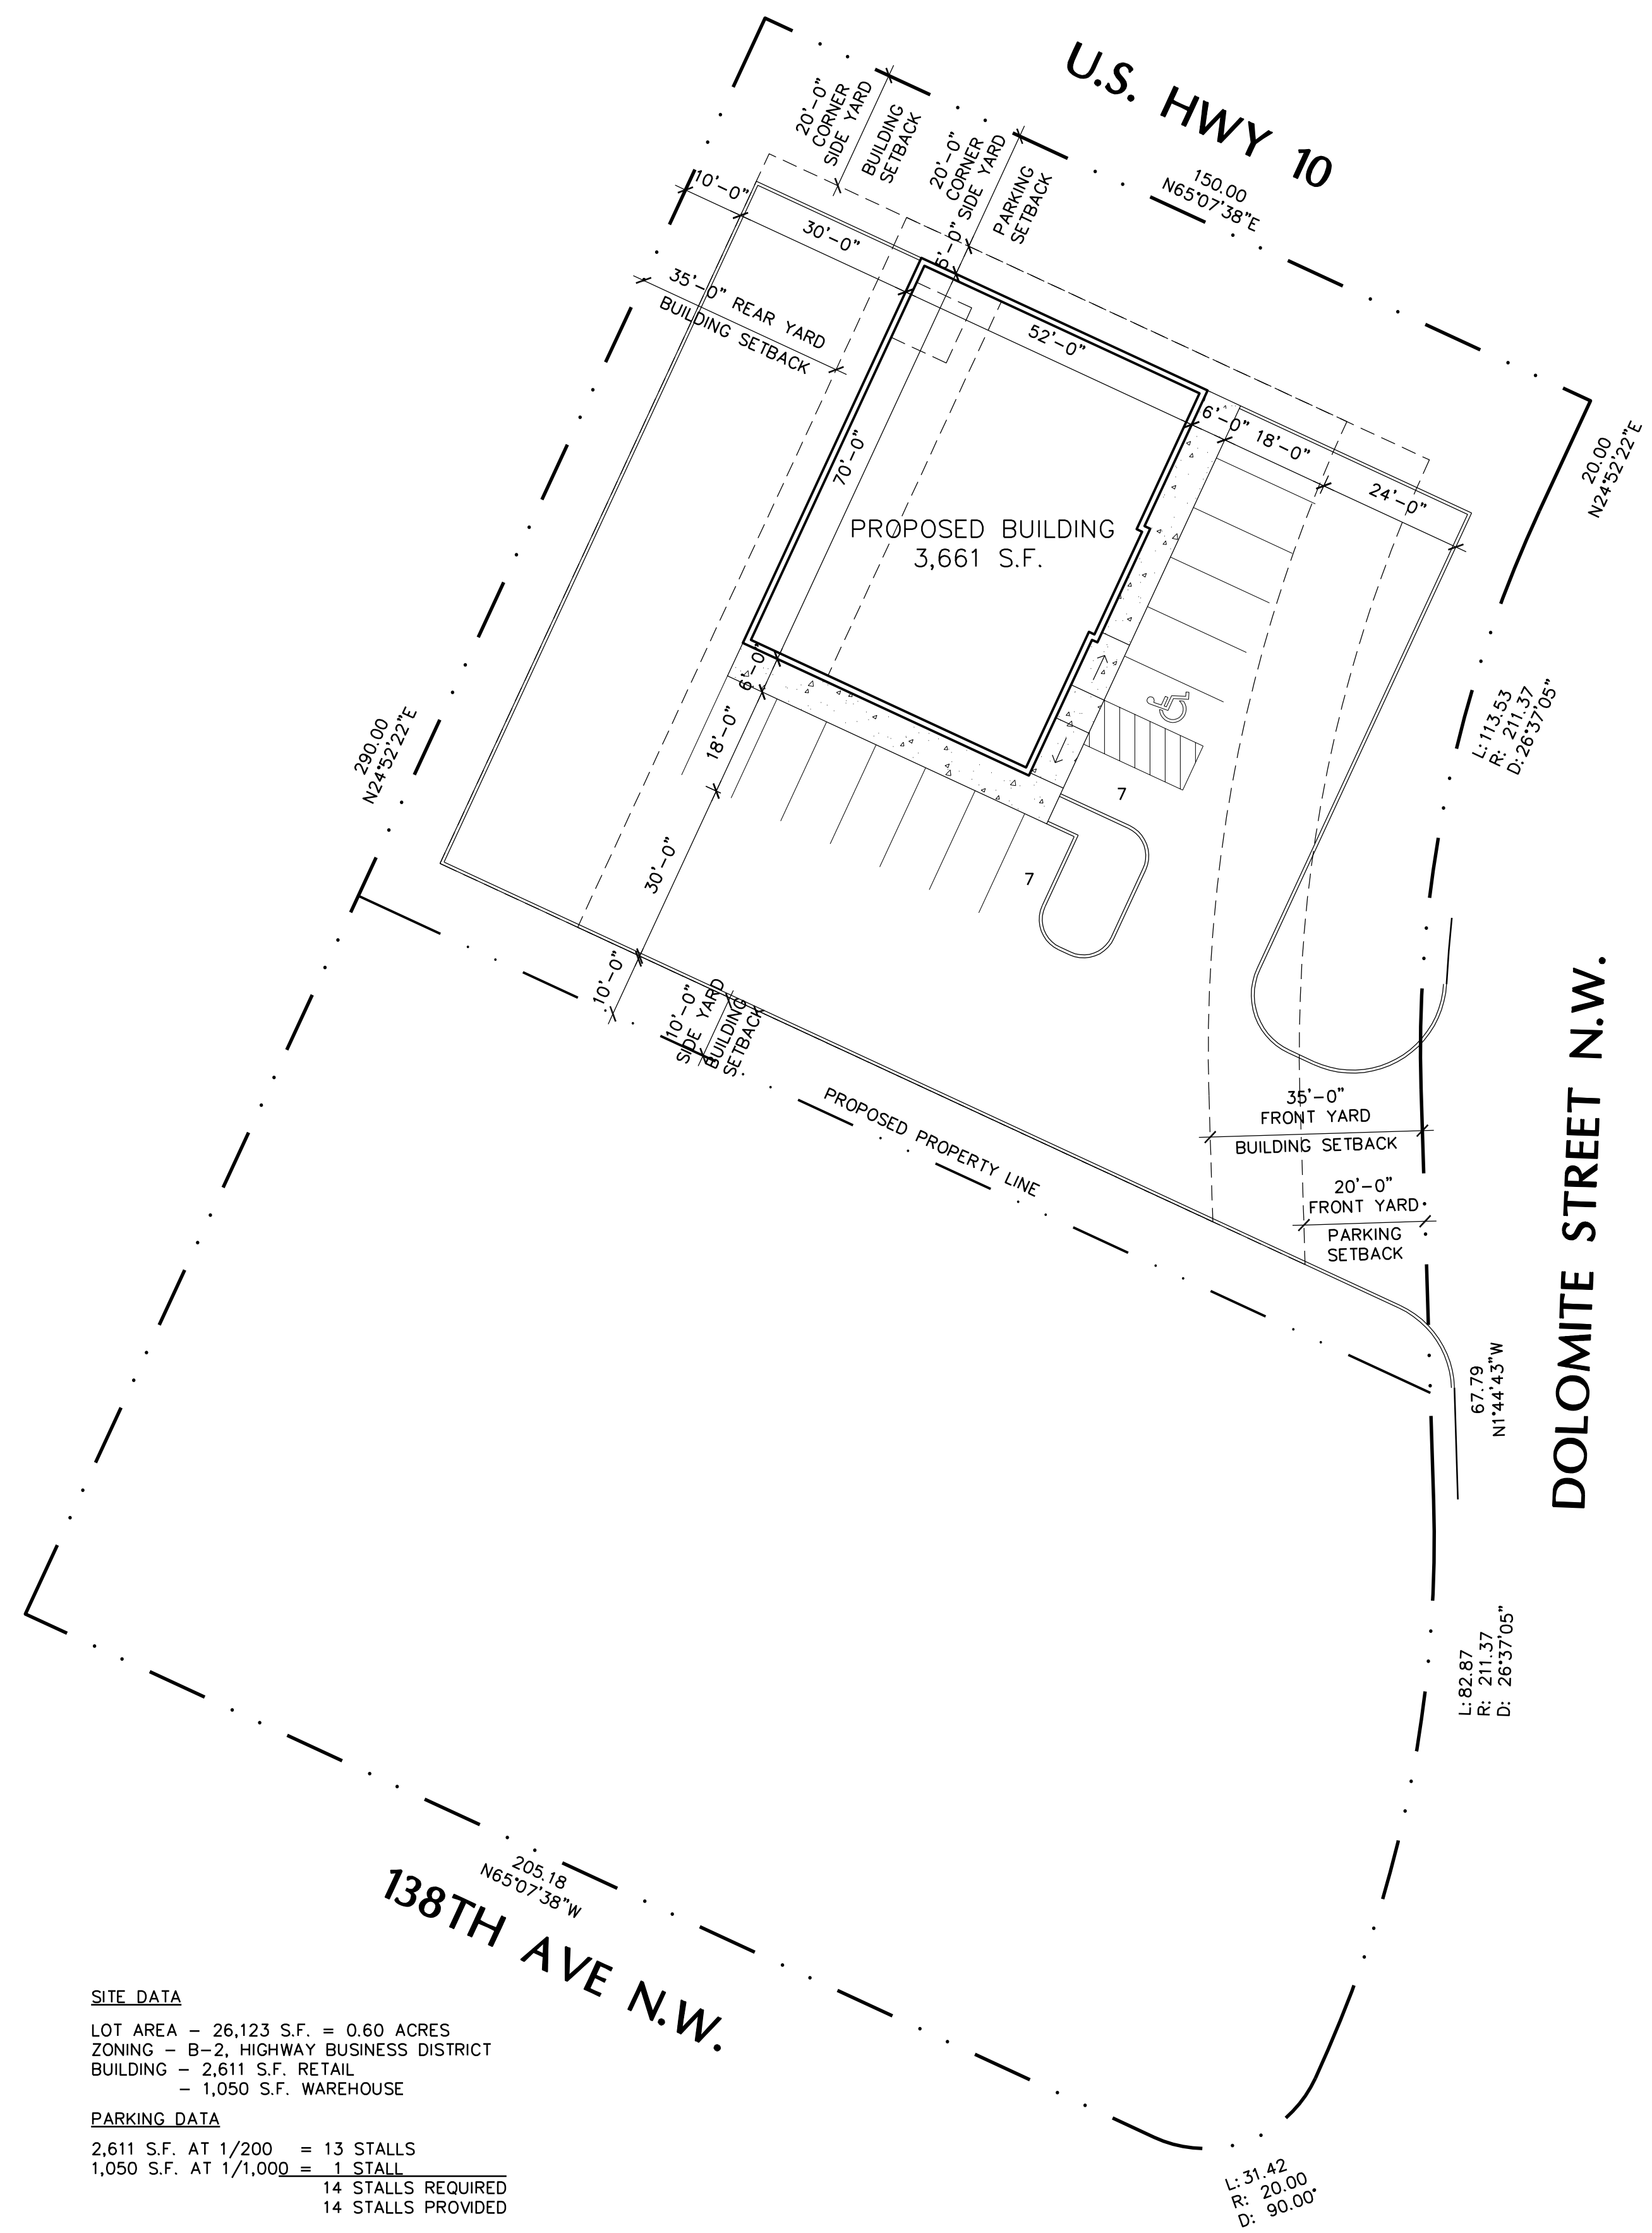 U.S. HWY 10
150.00
N65°07'38"E
20'-0"
CORNER
SIDE YARD
BUILDING
SETBACK
20'-0"
CORNER
SIDE YARD
PARKING
SETBACK
10'-0"
30'-0"
6'-0"
35'-0" REAR YARD
BUILDING SETBACK
52'-0"
6'-0"
18'-0"
24'-0"
20.00
N24°52'22"E
70'-0"
PROPOSED BUILDING
3,661 S.F.
6'-0"
18'-0"
30'-0"
10'-0"
7
7
290.00
N24°52'22"E
L: 113.53
R: 211.37
D: 26°37'05"
10'-0"
SIDE YARD
BUILDING
SETBACK
PROPOSED PROPERTY LINE
35'-0"
FRONT YARD
BUILDING SETBACK
20'-0"
FRONT YARD
PARKING
SETBACK
DOLOMITE STREET N.W.
67.79
N1°44'43"W
L: 82.87
R: 211.37
D: 26°37'05"
205.18
N65°07'38"W
138TH AVE N.W.
L: 31.42
R: 20.00
D: 90.00°
SITE DATA
LOT AREA - 26,123 S.F. = 0.60 ACRES
ZONING - B-2, HIGHWAY BUSINESS DISTRICT
BUILDING - 2,611 S.F. RETAIL
- 1,050 S.F. WAREHOUSE
PARKING DATA
2,611 S.F. AT 1/200 = 13 STALLS
1,050 S.F. AT 1/1,000 = 1 STALL
14 STALLS REQUIRED
14 STALLS PROVIDED